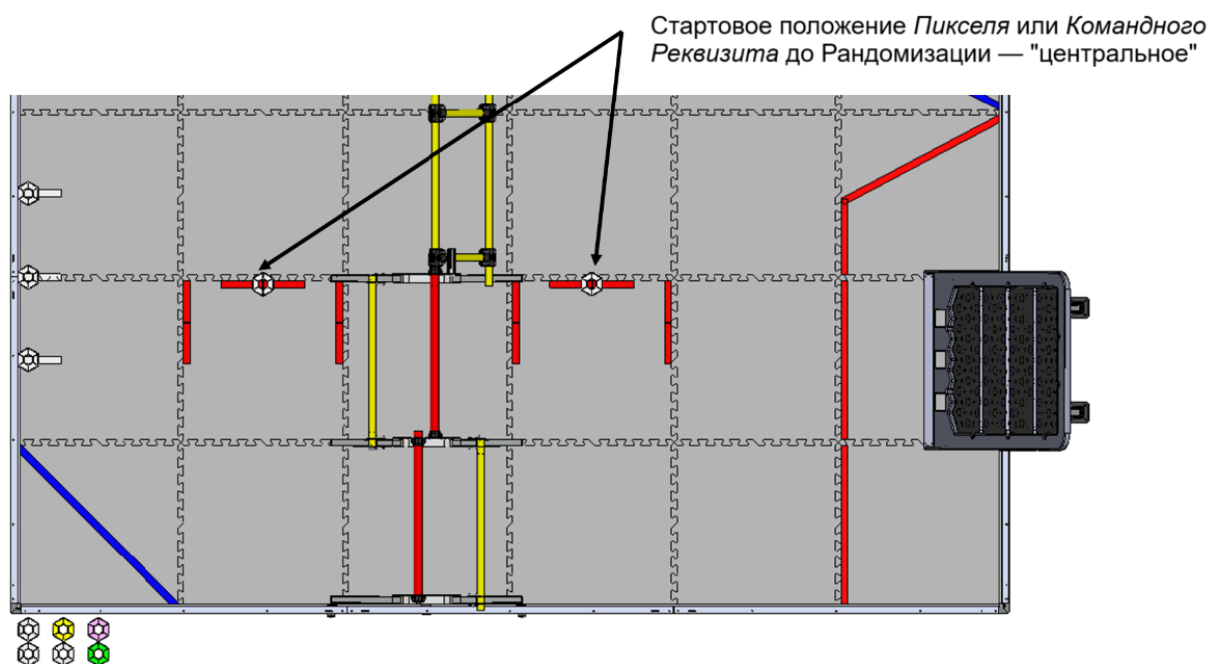 Стартовое положение Пикселя или Командного
Реквизита до Рандомизации — "центральное"